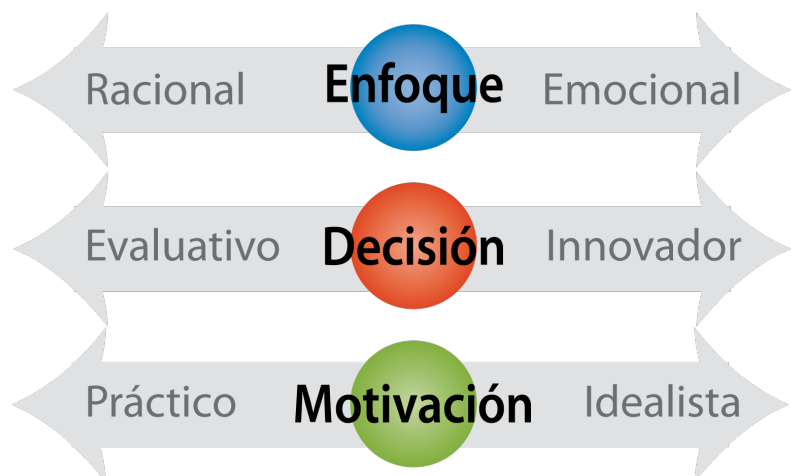 Racional Enfoque Emocional
Evaluativo Decisión Innovador
Práctico Motivación Idealista